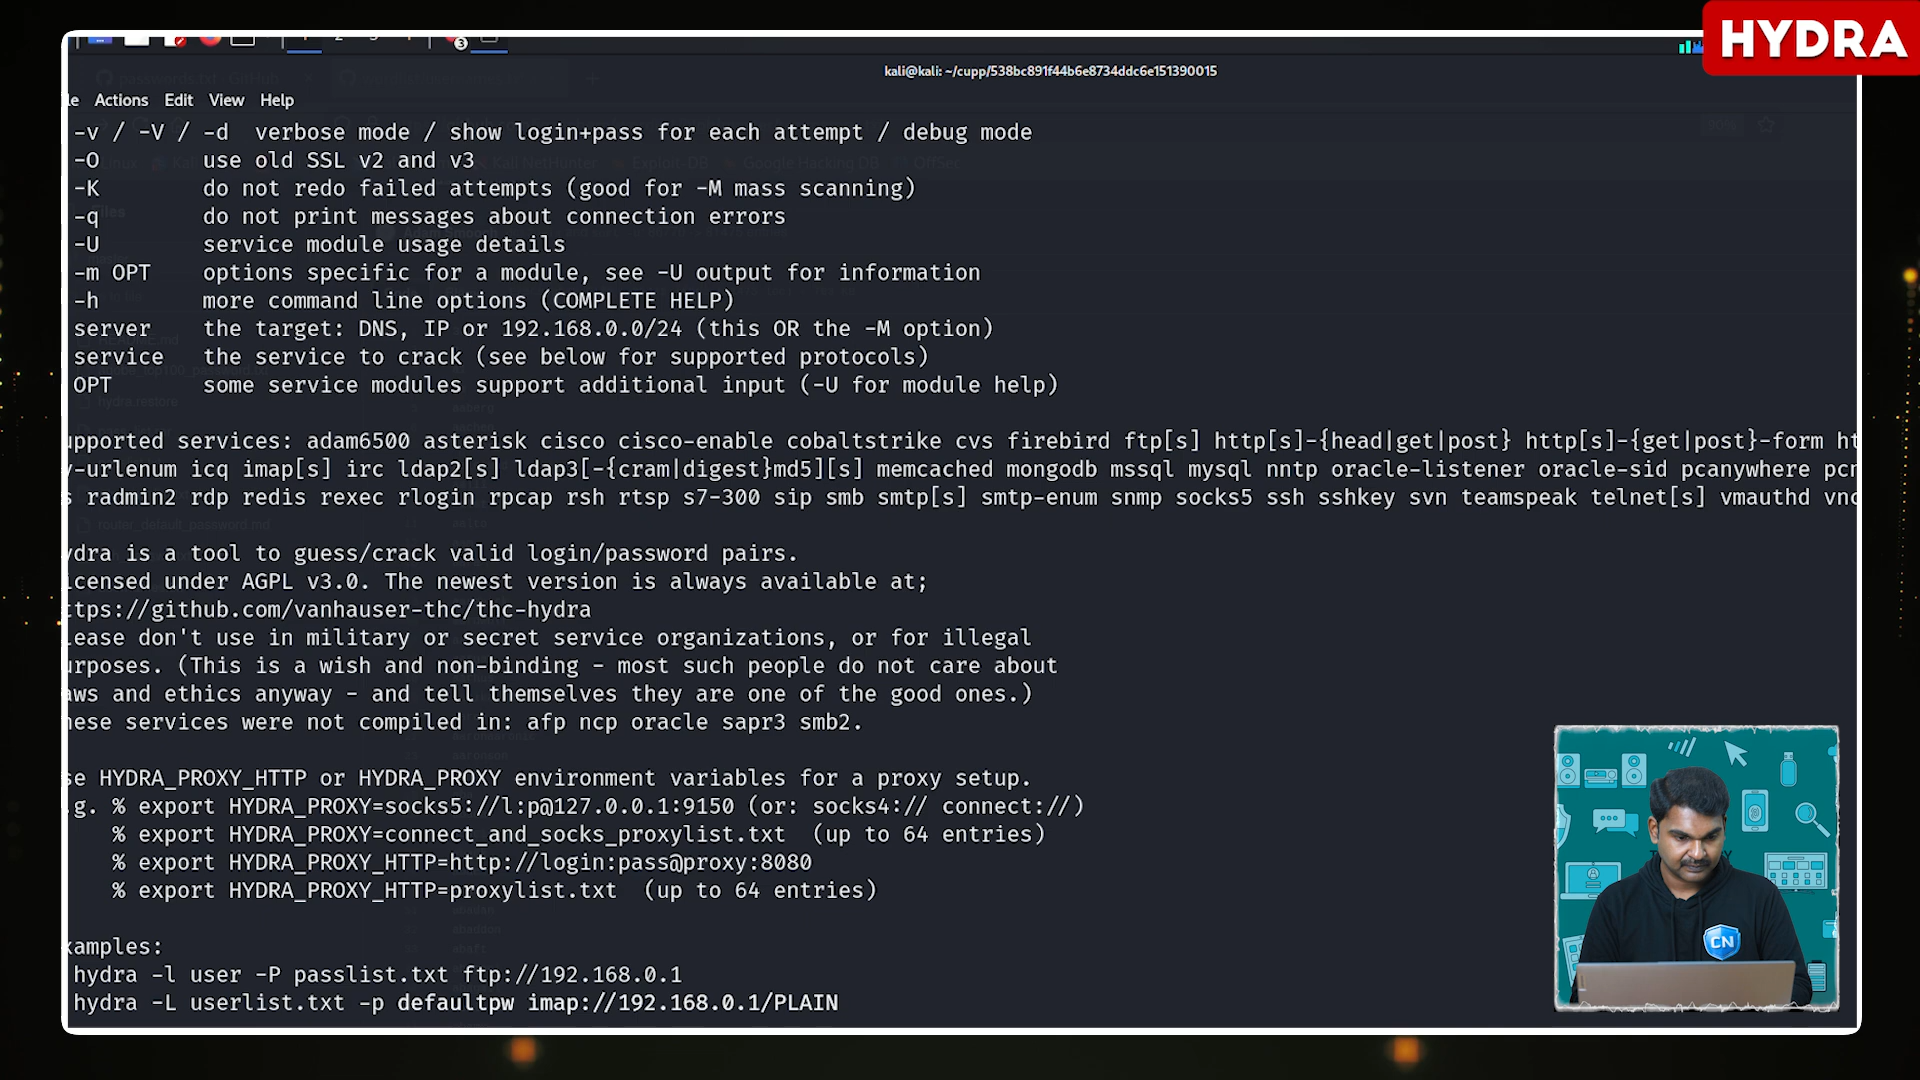 HYDRA
3
kali@kali: ~/cupp/538bc891f44b6e8734ddc6e151390015
le Actions Edit View Help
-v / -V / -d  verbose mode / show login+pass for each attempt / debug mode
-O        use old SSL v2 and v3
-K        do not redo failed attempts (good for -M mass scanning)
-q        do not print messages about connection errors
-U        service module usage details
-m OPT    options specific for a module, see -U output for information
-h        more command line options (COMPLETE HELP)
server    the target: DNS, IP or 192.168.0.0/24 (this OR the -M option)
service   the service to crack (see below for supported protocols)
OPT       some service modules support additional input (-U for module help)
upported services: adam6500 asterisk cisco cisco-enable cobaltstrike cvs firebird ftp[s] http[s]-{head|get|post} http[s]-{get|post}-form ht
y-urlenum icq imap[s] irc ldap2[s] ldap3[-{cram|digest}md5][s] memcached mongodb mssql mysql nntp oracle-listener oracle-sid pcanywhere pcn
s radmin2 rdp redis rexec rlogin rpcap rsh rtsp s7-300 sip smb smtp[s] smtp-enum snmp socks5 ssh sshkey svn teamspeak telnet[s] vmauthd vnc
ydra is a tool to guess/crack valid login/password pairs.
icensed under AGPL v3.0. The newest version is always available at;
ttps://github.com/vanhauser-thc/thc-hydra
lease don't use in military or secret service organizations, or for illegal
urposes. (This is a wish and non-binding - most such people do not care about
aws and ethics anyway - and tell themselves they are one of the good ones.)
hese services were not compiled in: afp ncp oracle sapr3 smb2.
se HYDRA_PROXY_HTTP or HYDRA_PROXY environment variables for a proxy setup.
.g. % export HYDRA_PROXY=socks5://l:p@127.0.0.1:9150 (or: socks4:// connect://)
% export HYDRA_PROXY=connect_and_socks_proxylist.txt  (up to 64 entries)
% export HYDRA_PROXY_HTTP=http://login:pass@proxy:8080
% export HYDRA_PROXY_HTTP=proxylist.txt  (up to 64 entries)
xamples:
hydra -l user -P passlist.txt ftp://192.168.0.1
hydra -L userlist.txt -p defaultpw imap://192.168.0.1/PLAIN
CN